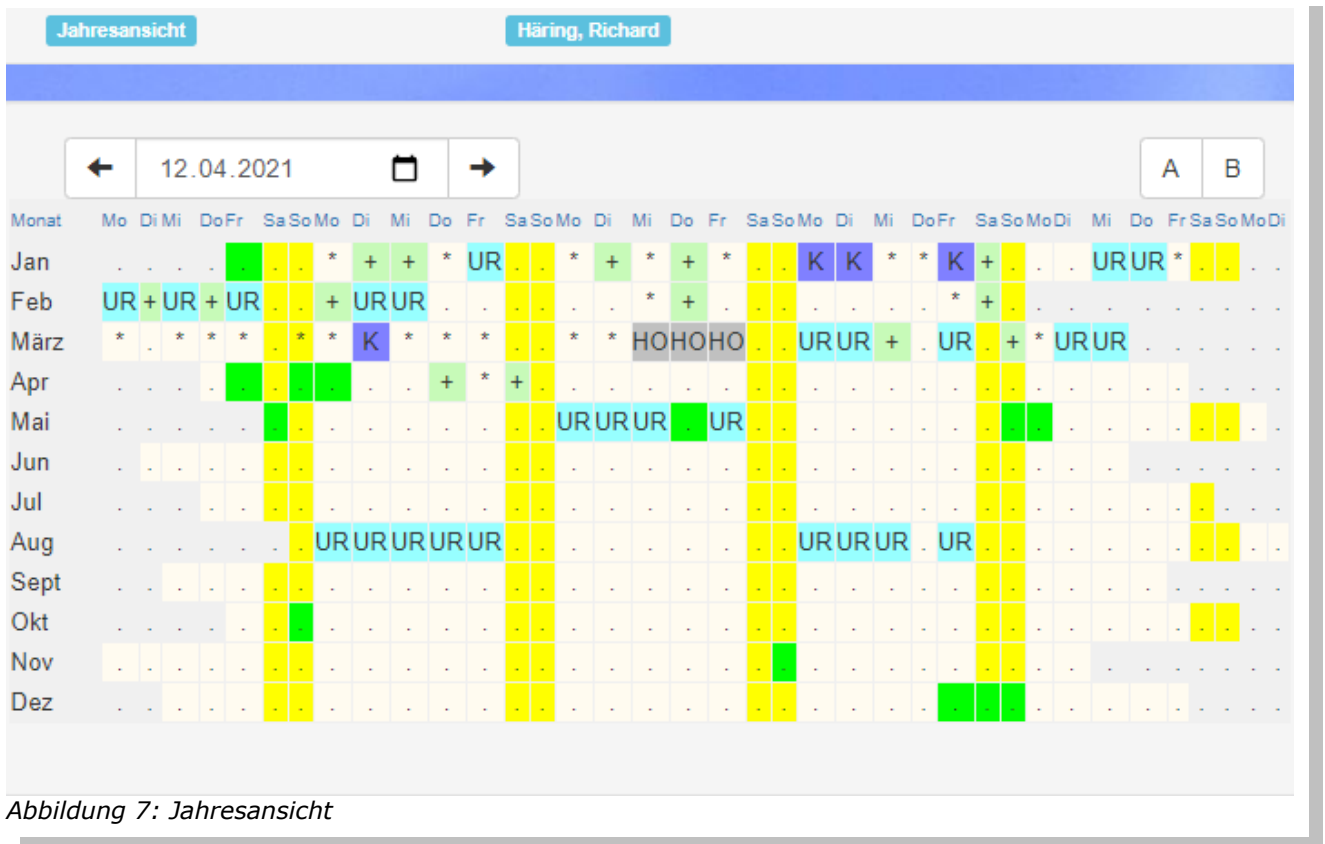 Jahresansicht Häring, Richard
12.04.2021 A B
Monat Mo Di Mi Do Fr Sa So Mo Di Mi Do Fr Sa So Mo Di Mi Do Fr Sa So Mo Di Mi Do Fr Sa So Mo Di Mi Do Fr Sa So Mo Di
Jan . . . . . . . * + + * UR . . * + * + * . . K K * * K + . . . UR UR * . . . .
Feb UR + UR + UR . . + UR UR . . . . . . * + . . . . . . . * + . . . . . . . . . .
März * . * * * . * * K * * * . . * * HO HO HO . . UR UR + . UR . + * UR UR . . . . . .
Apr . . . . . . . . . . + * + . . . . . . . . . . . . . . . . . . . . . . . .
Mai . . . . . . . . . . . . . . UR UR UR . UR . . . . . . . . . . . . . . . . . .
Jun . . . . . . . . . . . . . . . . . . . . . . . . . . . . . . . . . . . . .
Jul . . . . . . . . . . . . . . . . . . . . . . . . . . . . . . . . . . . . .
Aug . . . . . . . UR UR UR UR UR . . . . . . . . . UR UR UR . UR . . . . . . . . . . .
Sept . . . . . . . . . . . . . . . . . . . . . . . . . . . . . . . . . . . . .
Okt . . . . . . . . . . . . . . . . . . . . . . . . . . . . . . . . . . . . .
Nov . . . . . . . . . . . . . . . . . . . . . . . . . . . . . . . . . . . . .
Dez . . . . . . . . . . . . . . . . . . . . . . . . . . . . . . . . . . . . .
Abbildung 7: Jahresansicht